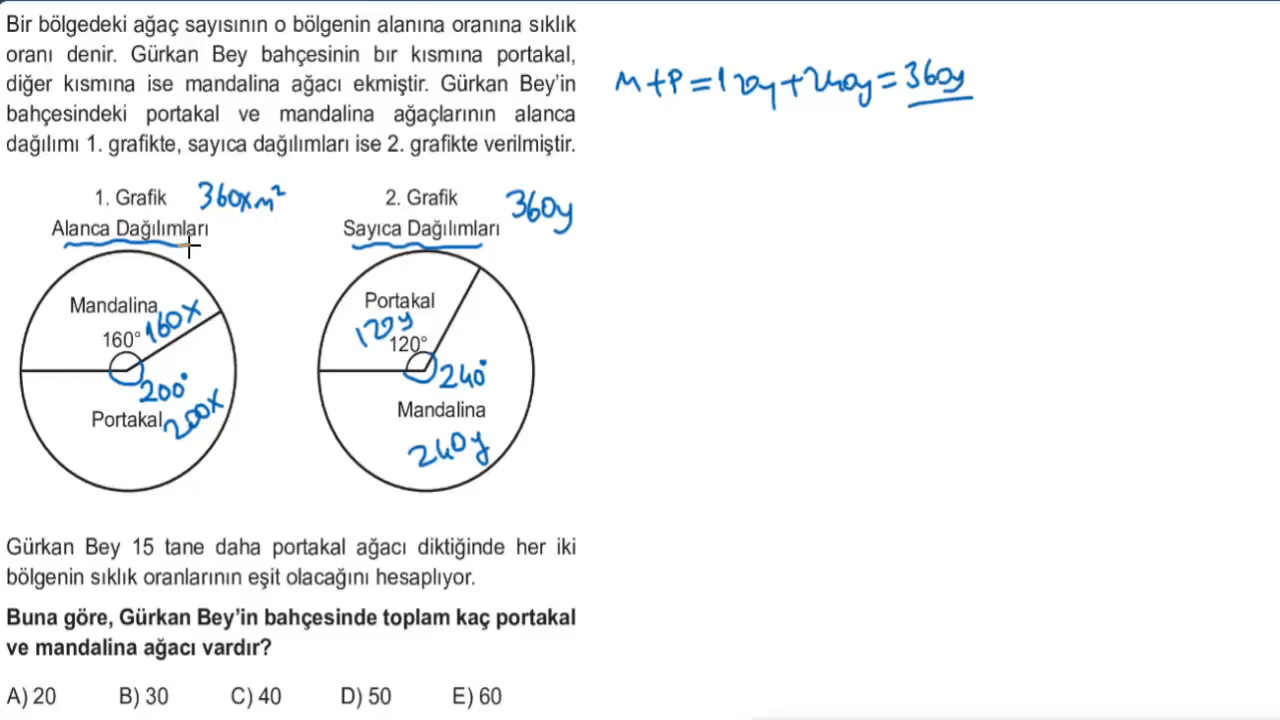 Bir bölgedeki ağaç sayısının o bölgenin alanına oranına sıklık
oranı denir. Gürkan Bey bahçesinin bir kısmına portakal,
diğer kısmına ise mandalina ağacı ekmiştir. Gürkan Bey'in
bahçesindeki portakal ve mandalina ağaçlarının alanca
dağılımı 1. grafikte, sayıca dağılımları ise 2. grafikte verilmiştir.
M+P=120y+240y=360y
1. Grafik 360xm²
Alanca Dağılımları
Mandalina
160x
160°
200°
Portakal
200x
2. Grafik 360y
Sayıca Dağılımları
Portakal
120y
120°
240°
Mandalina
240y
Gürkan Bey 15 tane daha portakal ağacı diktiğinde her iki
bölgenin sıklık oranlarının eşit olacağını hesaplıyor.
Buna göre, Gürkan Bey'in bahçesinde toplam kaç portakal
ve mandalina ağacı vardır?
A) 20 B) 30 C) 40 D) 50 E) 60